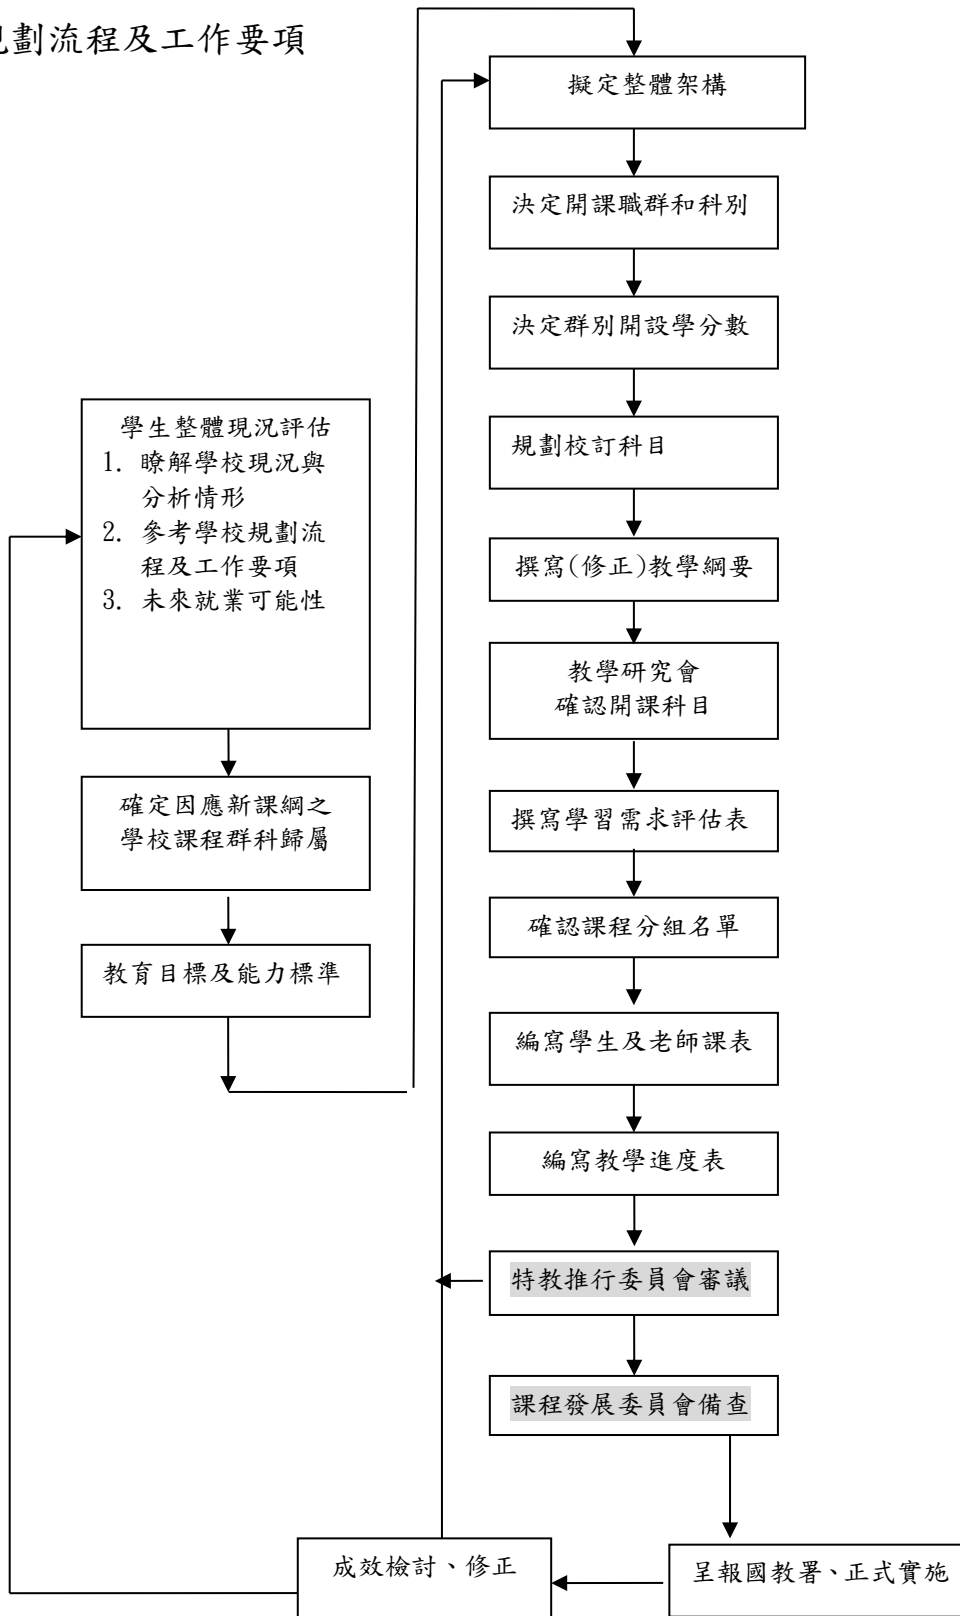 劃流程及工作要項
學生整體現況評估
1. 瞭解學校現況與
分析情形
2. 參考學校規劃流
程及工作要項
3. 未來就業可能性
確定因應新課綱之
學校課程群科歸屬
教育目標及能力標準
擬定整體架構
決定開課職群和科別
決定群別開設學分數
規劃校訂科目
撰寫(修正)教學綱要
教學研究會
確認開課科目
撰寫學習需求評估表
確認課程分組名單
編寫學生及老師課表
編寫教學進度表
特教推行委員會審議
課程發展委員會備查
呈報國教署、正式實施
成效檢討、修正